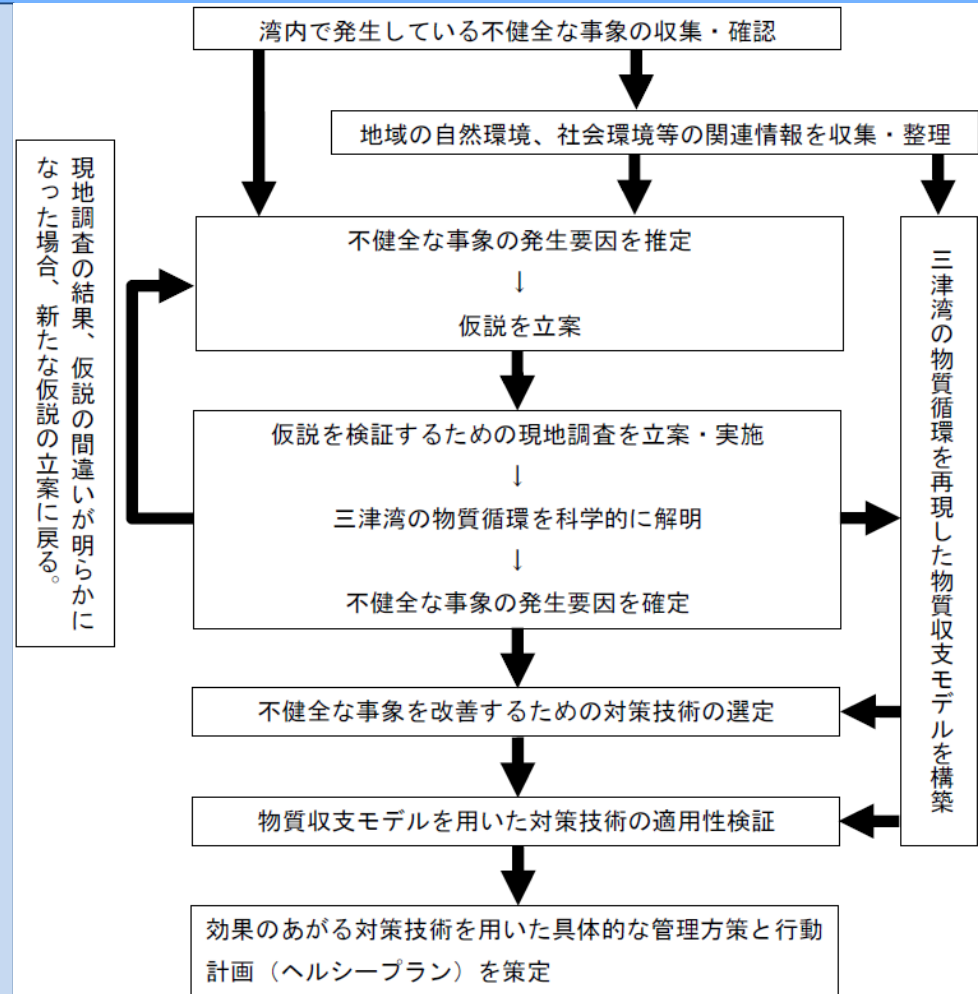 湾内で発生している不健全な事象の収集・確認
地域の自然環境、社会環境等の関連情報を収集・整理
現地調査の結果、仮説の間違いが明らかに
なった場合、新たな仮説の立案に戻る。
不健全な事象の発生要因を推定
↓
仮説を立案
三津湾の物質循環を再現した物質収支モデルを構築
仮説を検証するための現地調査を立案・実施
↓
三津湾の物質循環を科学的に解明
↓
不健全な事象の発生要因を確定
不健全な事象を改善するための対策技術の選定
物質収支モデルを用いた対策技術の適用性検証
効果のあがる対策技術を用いた具体的な管理方策と行動
計画（ヘルシープラン）を策定